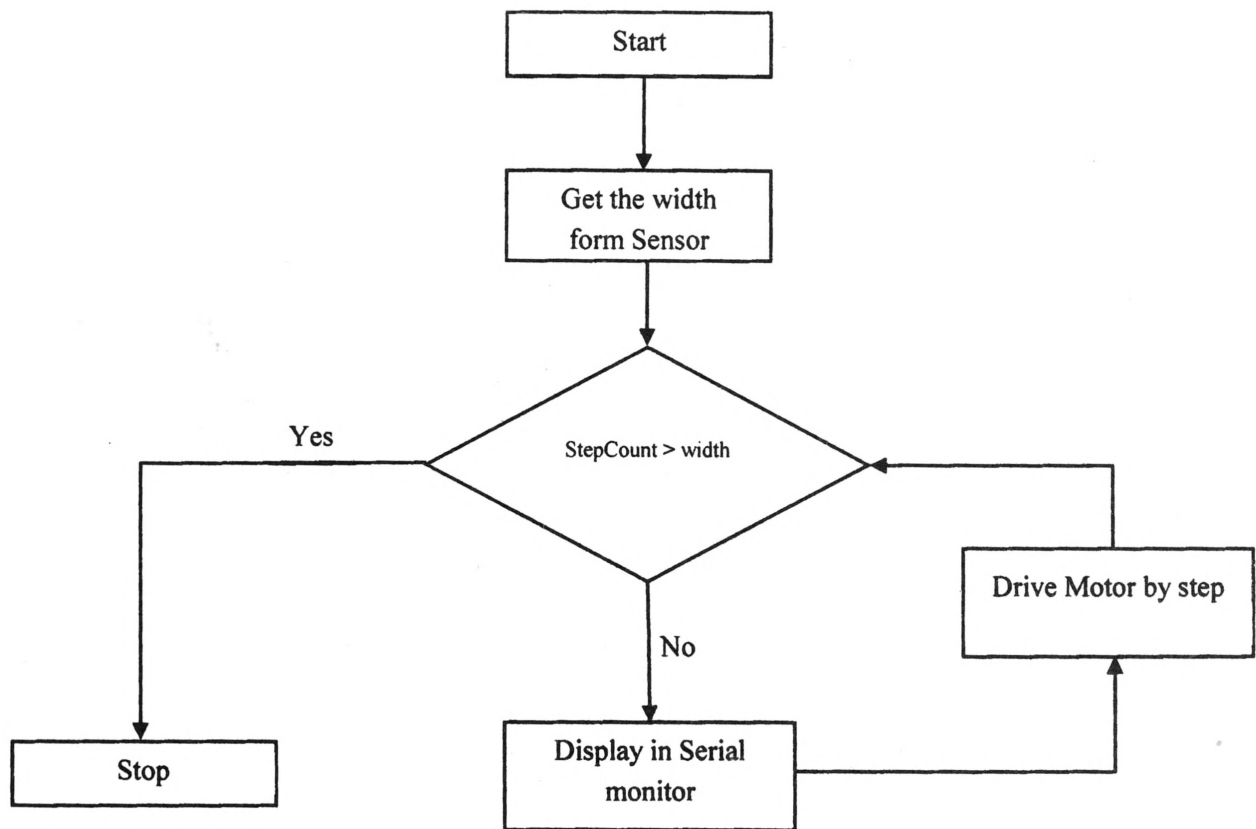 Start
Get the width
form Sensor
StepCount > width
Yes
No
Drive Motor by step
Display in Serial
monitor
Stop